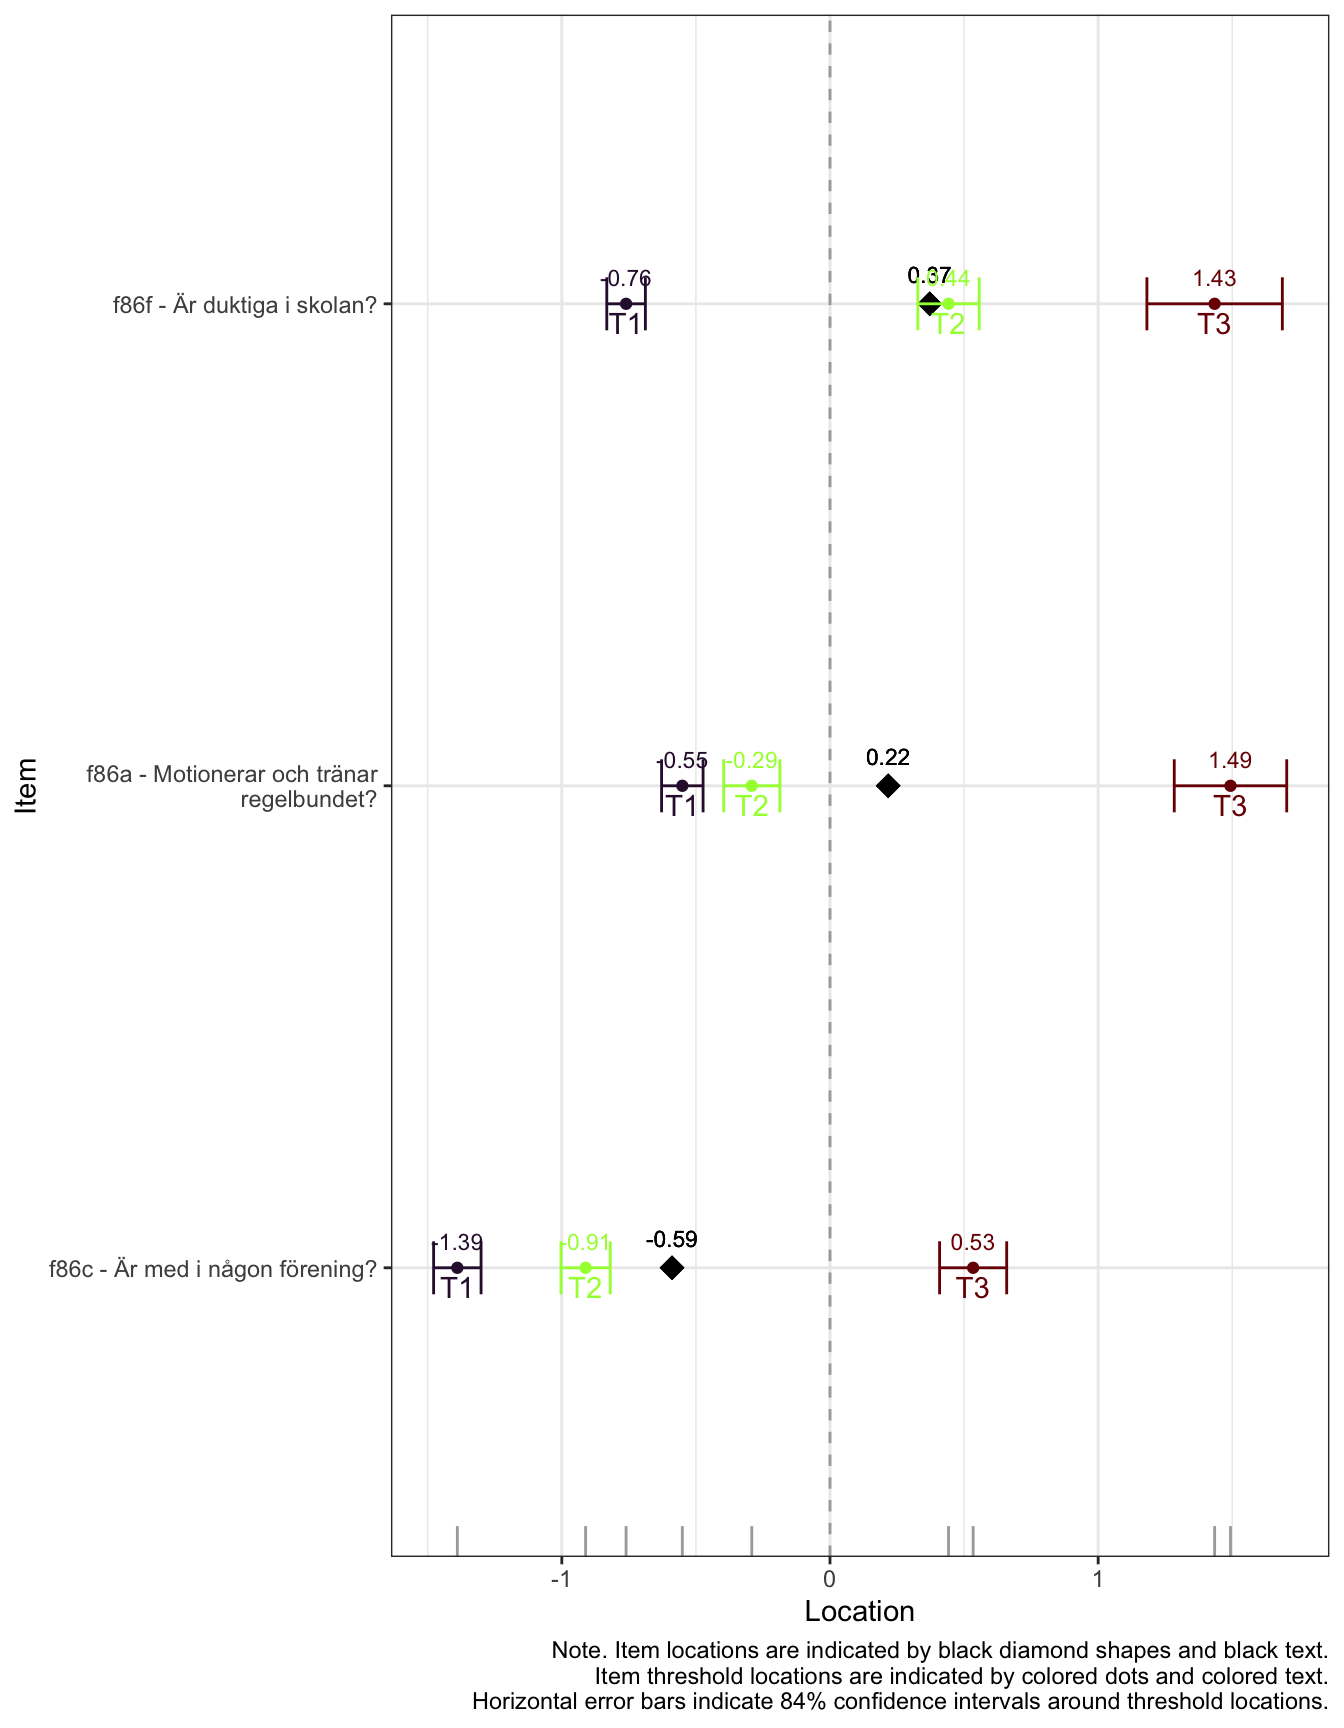 -0.76
0.37
0.44
1.43
f86f - Är duktiga i skolan?
T1
T2
T3
-0.55
-0.29
0.22
1.49
f86a - Motionerar och tränar
regelbundet?
T1
T2
T3
Item
-1.39
-0.91
-0.59
0.53
f86c - Är med i någon förening?
T1
T2
T3
-1
0
1
Location
Note. Item locations are indicated by black diamond shapes and black text.
Item threshold locations are indicated by colored dots and colored text.
Horizontal error bars indicate 84% confidence intervals around threshold locations.